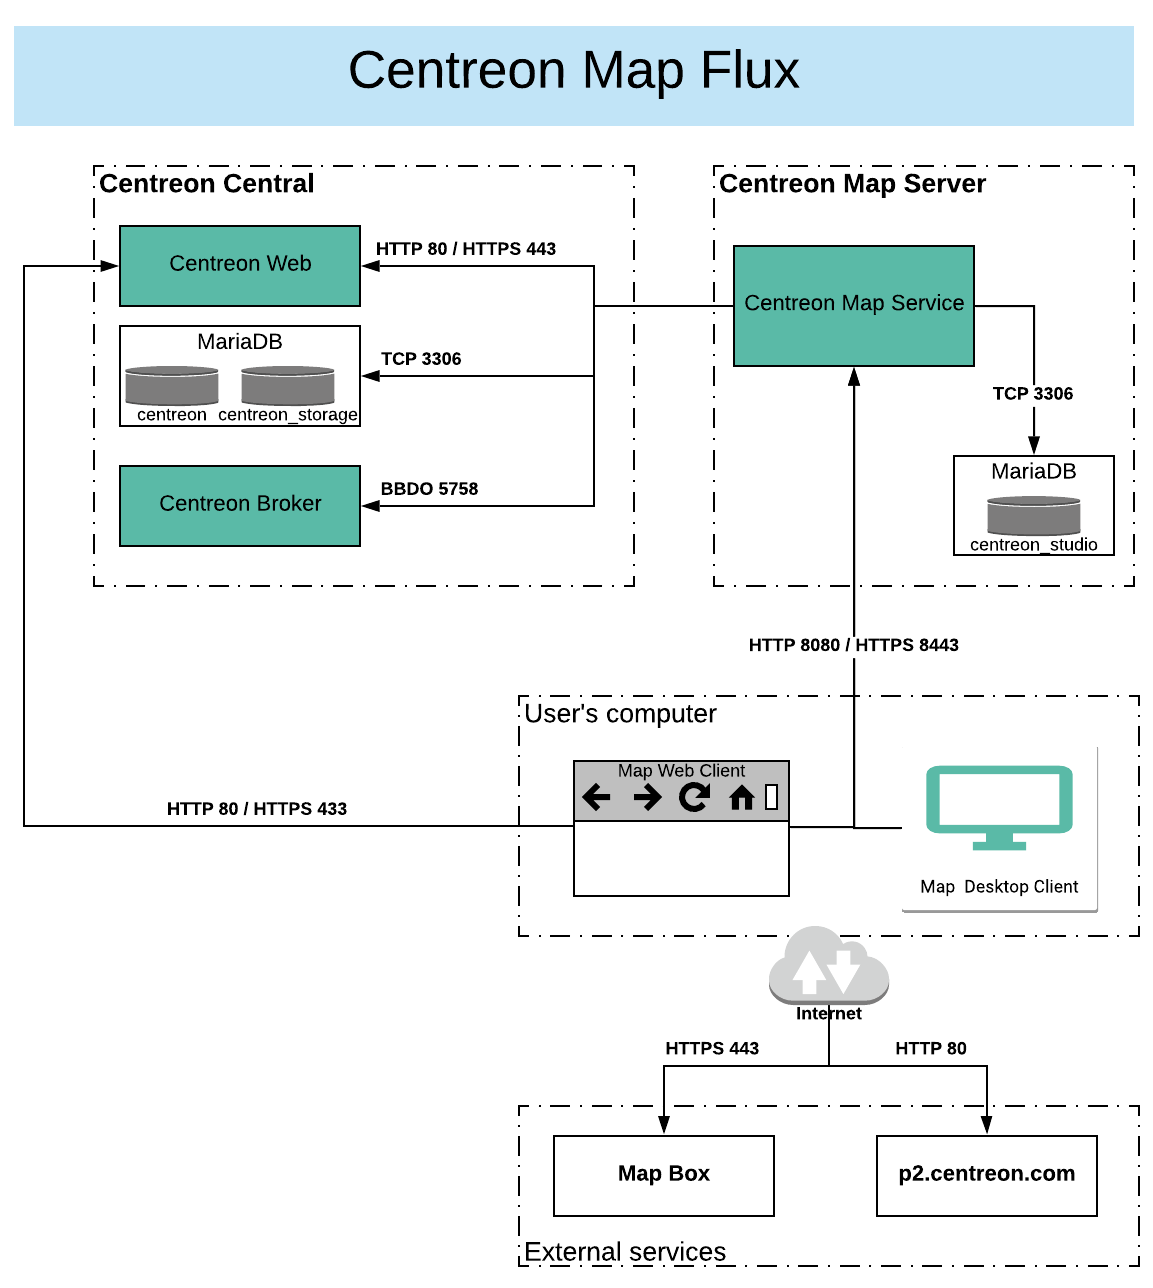 Centreon Map Flux
Centreon Central
Centreon Web
HTTP 80 / HTTPS 443
MariaDB
centreon centreon_storage
TCP 3306
Centreon Broker
BBDO 5758
Centreon Map Server
Centreon Map Service
TCP 3306
MariaDB
centreon_studio
HTTP 8080 / HTTPS 8443
User's computer
Map Web Client
HTTP 80 / HTTPS 433
Map Desktop Client
Internet
HTTPS 443
HTTP 80
Map Box
p2.centreon.com
External services